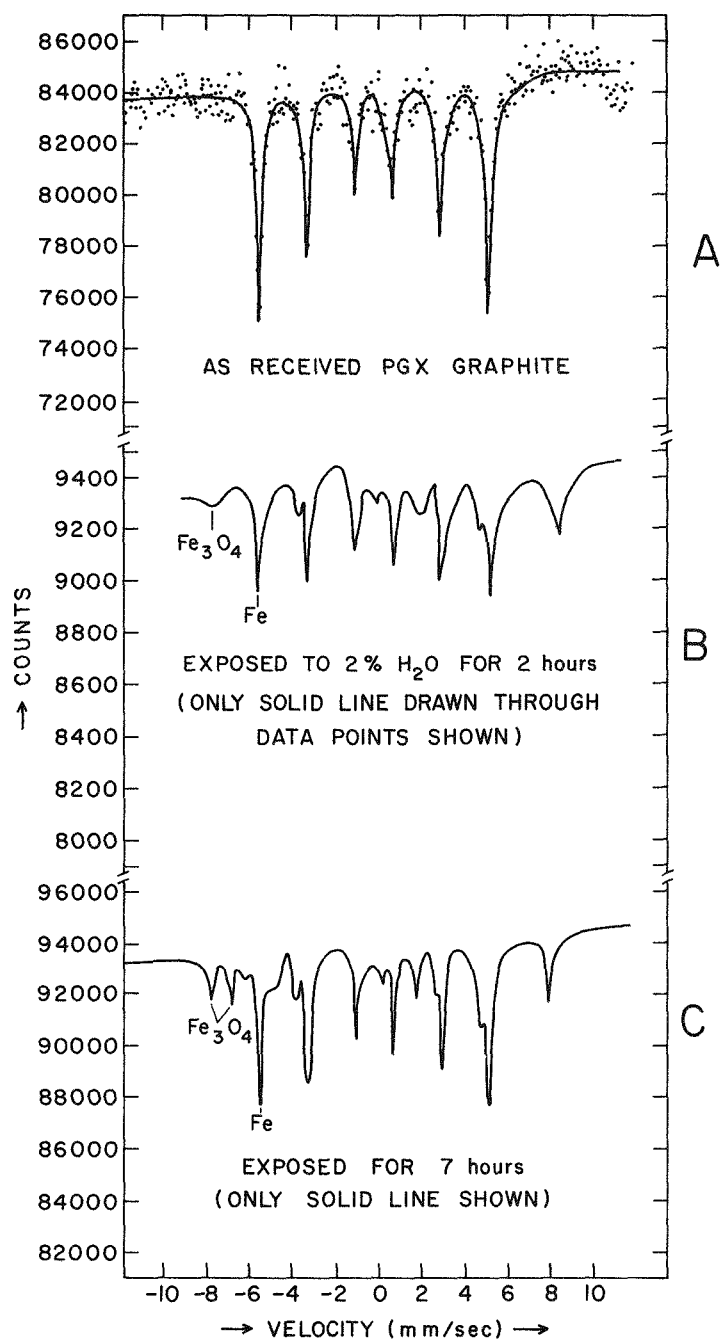 86000
84000
82000
80000
78000
76000
74000
72000
A
AS RECEIVED PGX GRAPHITE
9400
9200
9000
8800
8600
8400
8200
8000
Fe3O4
Fe
B
EXPOSED TO 2% H2O FOR 2 hours
(ONLY SOLID LINE DRAWN THROUGH
DATA POINTS SHOWN)
→ COUNTS
96000
94000
92000
90000
88000
86000
84000
82000
Fe3O4
Fe
C
EXPOSED FOR 7 hours
(ONLY SOLID LINE SHOWN)
-10 -8 -6 -4 -2 0 2 4 6 8 10
→ VELOCITY (mm/sec) →